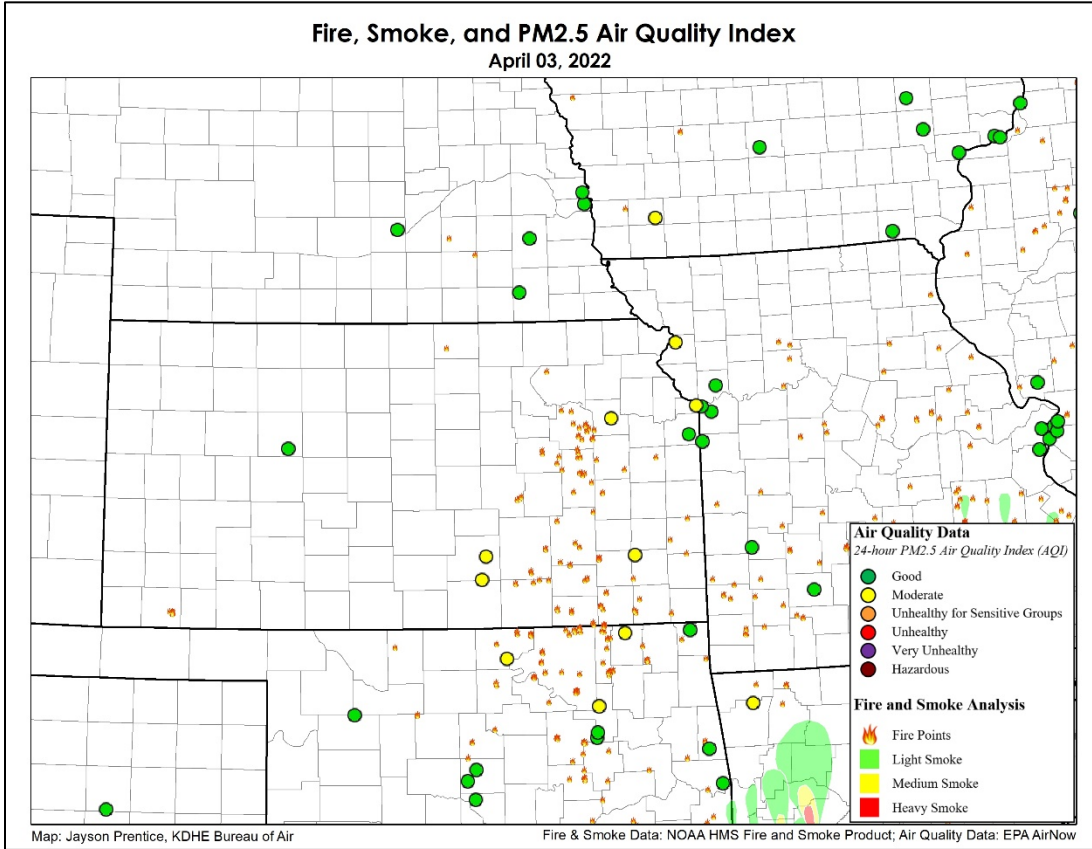 Fire, Smoke, and PM2.5 Air Quality Index
April 03, 2022
Air Quality Data
24-hour PM2.5 Air Quality Index (AQI)
Good
Moderate
Unhealthy for Sensitive Groups
Unhealthy
Very Unhealthy
Hazardous
Fire and Smoke Analysis
Fire Points
Light Smoke
Medium Smoke
Heavy Smoke
Map: Jayson Prentice, KDHE Bureau of Air
Fire & Smoke Data: NOAA HMS Fire and Smoke Product; Air Quality Data: EPA AirNow